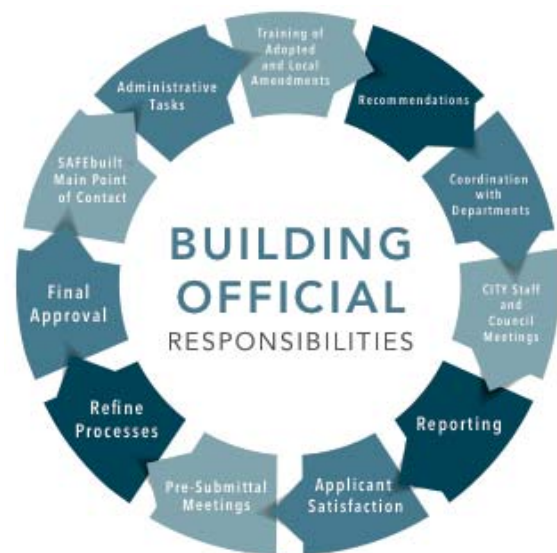 BUILDING
OFFICIAL
RESPONSIBILITIES
Training of
Adopted
and Local
Amendments
Recommendations
Coordination
with
Departments
CITY Staff
and
Council
Meetings
Reporting
Applicant
Satisfaction
Pre-Submittal
Meetings
Refine
Processes
Final
Approval
SAFEbuilt
Main Point
of Contact
Administrative
Tasks